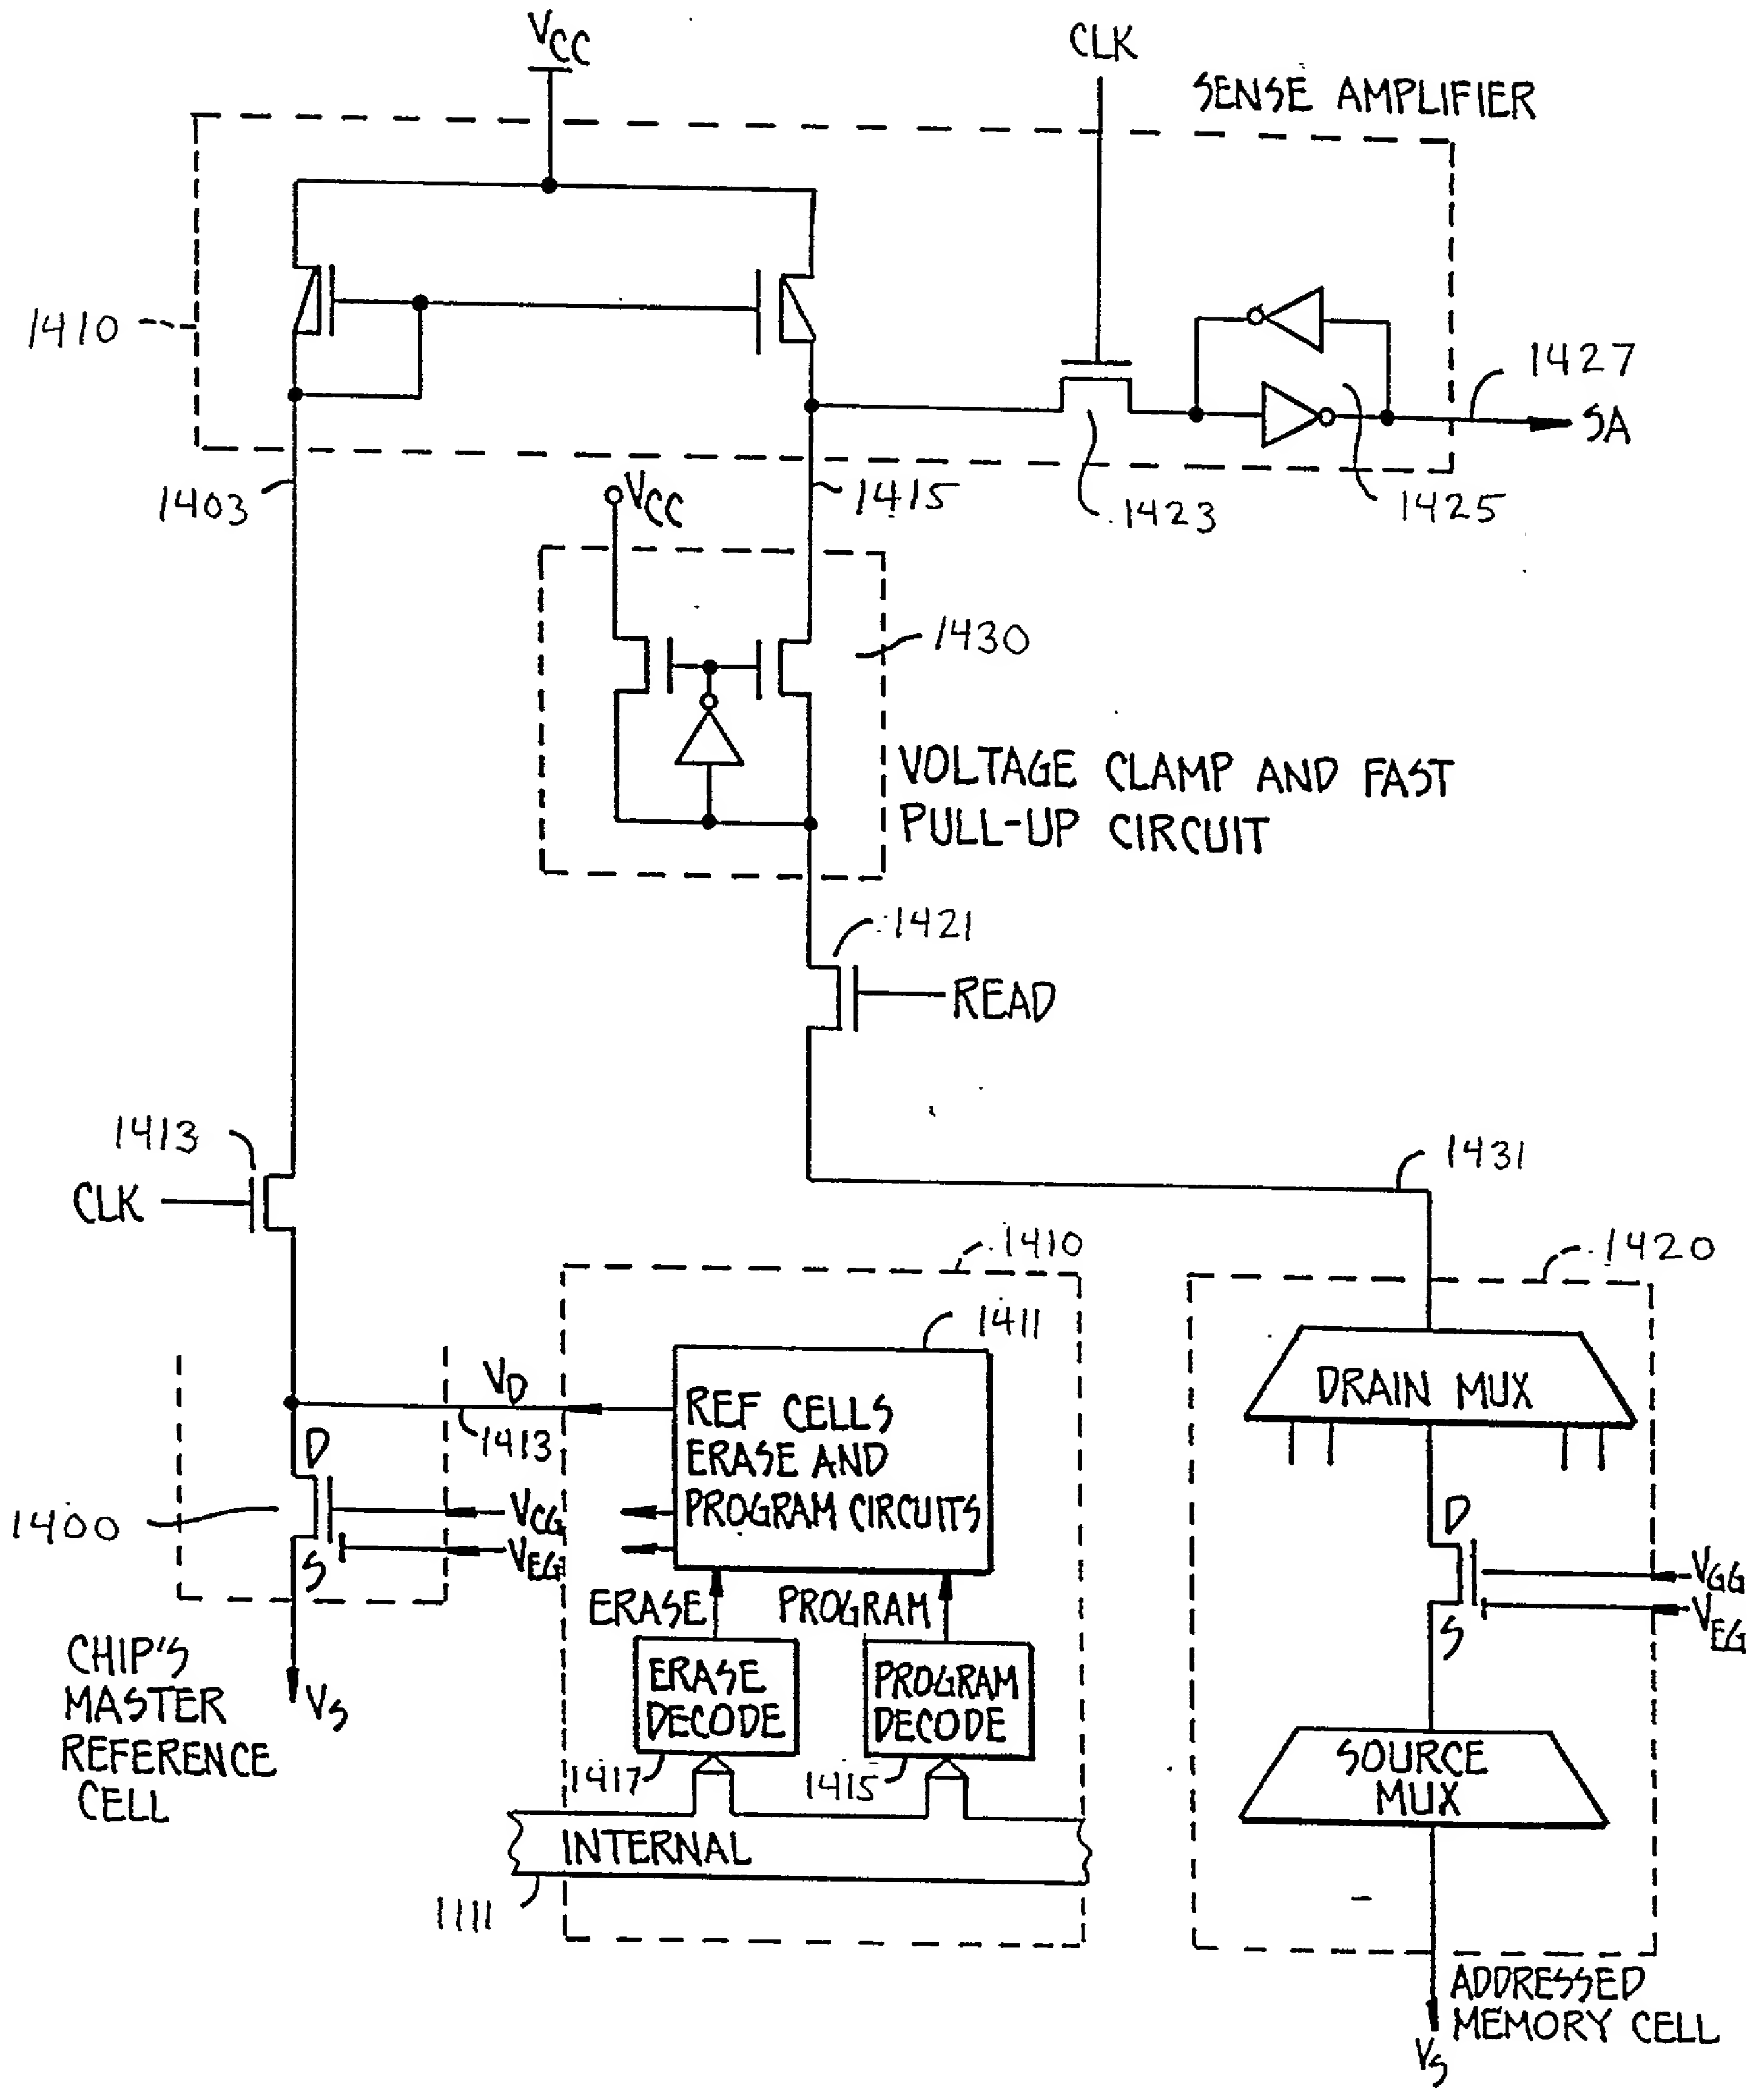 VCC
CLK
SENSE AMPLIFIER
1410
1427
SA
1403
VCC
1415
1423
1425
1430
VOLTAGE CLAMP AND FAST
PULL-UP CIRCUIT
1421
READ
1413
CLK
1431
1410
1420
1411
VD
1413
REF CELLS
ERASE AND
PROGRAM CIRCUITS
DRAIN MUX
D
1400
VCG
VEG
S
D
VGG
VEG
S
ERASE
PROGRAM
CHIP'S
MASTER
REFERENCE
CELL
VS
ERASE
DECODE
PROGRAM
DECODE
SOURCE
MUX
1417
1415
INTERNAL
1111
ADDRESSED
MEMORY CELL
VS